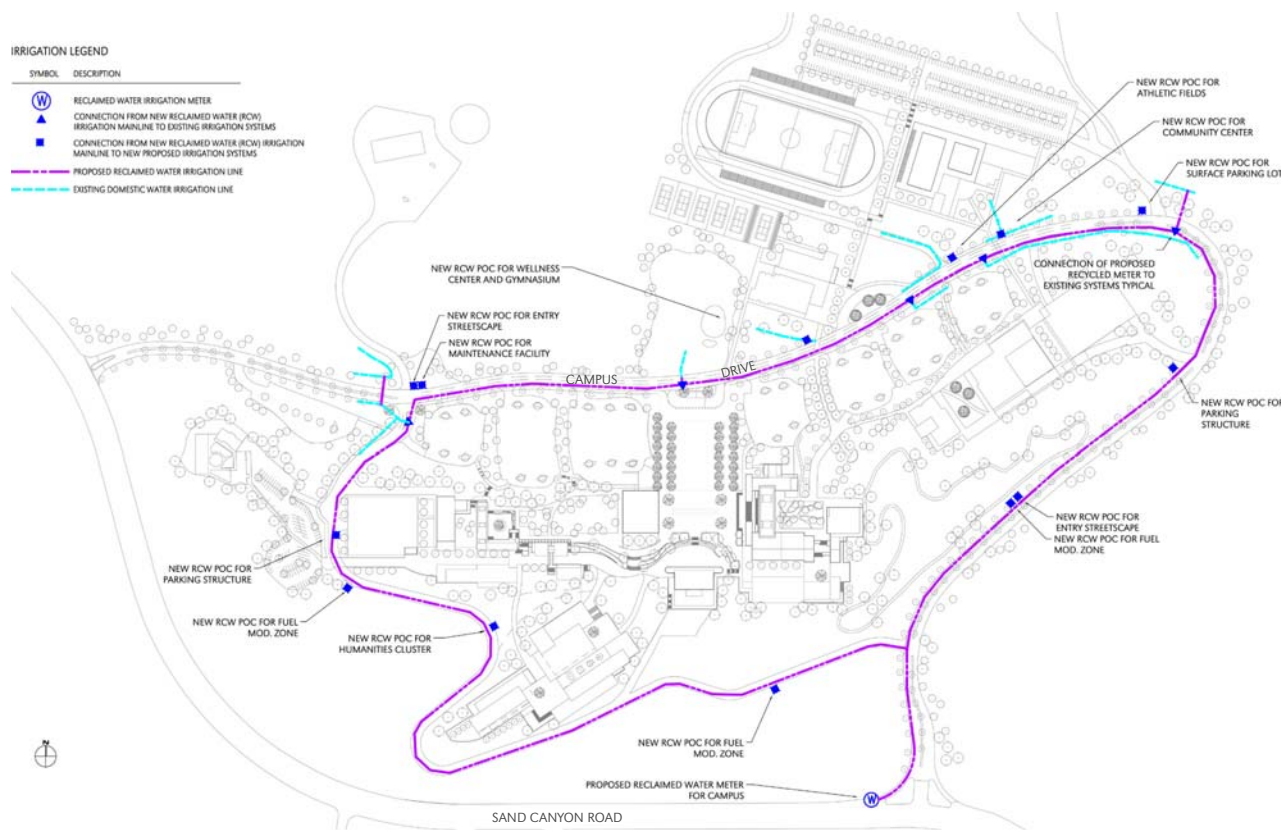 IRRIGATION LEGEND
SYMBOL DESCRIPTION
W RECLAIMED WATER IRRIGATION METER
CONNECTION FROM NEW RECLAIMED WATER (RCW)
IRRIGATION MAINLINE TO EXISTING IRRIGATION SYSTEMS
CONNECTION FROM NEW RECLAIMED WATER (RCW) IRRIGATION
MAINLINE TO NEW PROPOSED IRRIGATION SYSTEMS
PROPOSED RECLAIMED WATER IRRIGATION LINE
EXISTING DOMESTIC WATER IRRIGATION LINE
NEW RCW POC FOR
ATHLETIC FIELDS
NEW RCW POC FOR
COMMUNITY CENTER
NEW RCW POC FOR
SURFACE PARKING LOT
CONNECTION OF PROPOSED
RECYCLED METER TO
EXISTING SYSTEMS TYPICAL
NEW RCW POC FOR WELLNESS
CENTER AND GYMNASIUM
NEW RCW POC FOR ENTRY
STREETSCAPE
NEW RCW POC FOR
MAINTENANCE FACILITY
CAMPUS DRIVE
NEW RCW POC FOR
PARKING
STRUCTURE
NEW RCW POC FOR
ENTRY STREETSCAPE
NEW RCW POC FOR FUEL
MOD. ZONE
NEW RCW POC FOR
PARKING STRUCTURE
NEW RCW POC FOR FUEL
MOD. ZONE
NEW RCW POC FOR
HUMANITIES CLUSTER
NEW RCW POC FOR FUEL
MOD. ZONE
PROPOSED RECLAIMED WATER METER
FOR CAMPUS
W
N
SAND CANYON ROAD